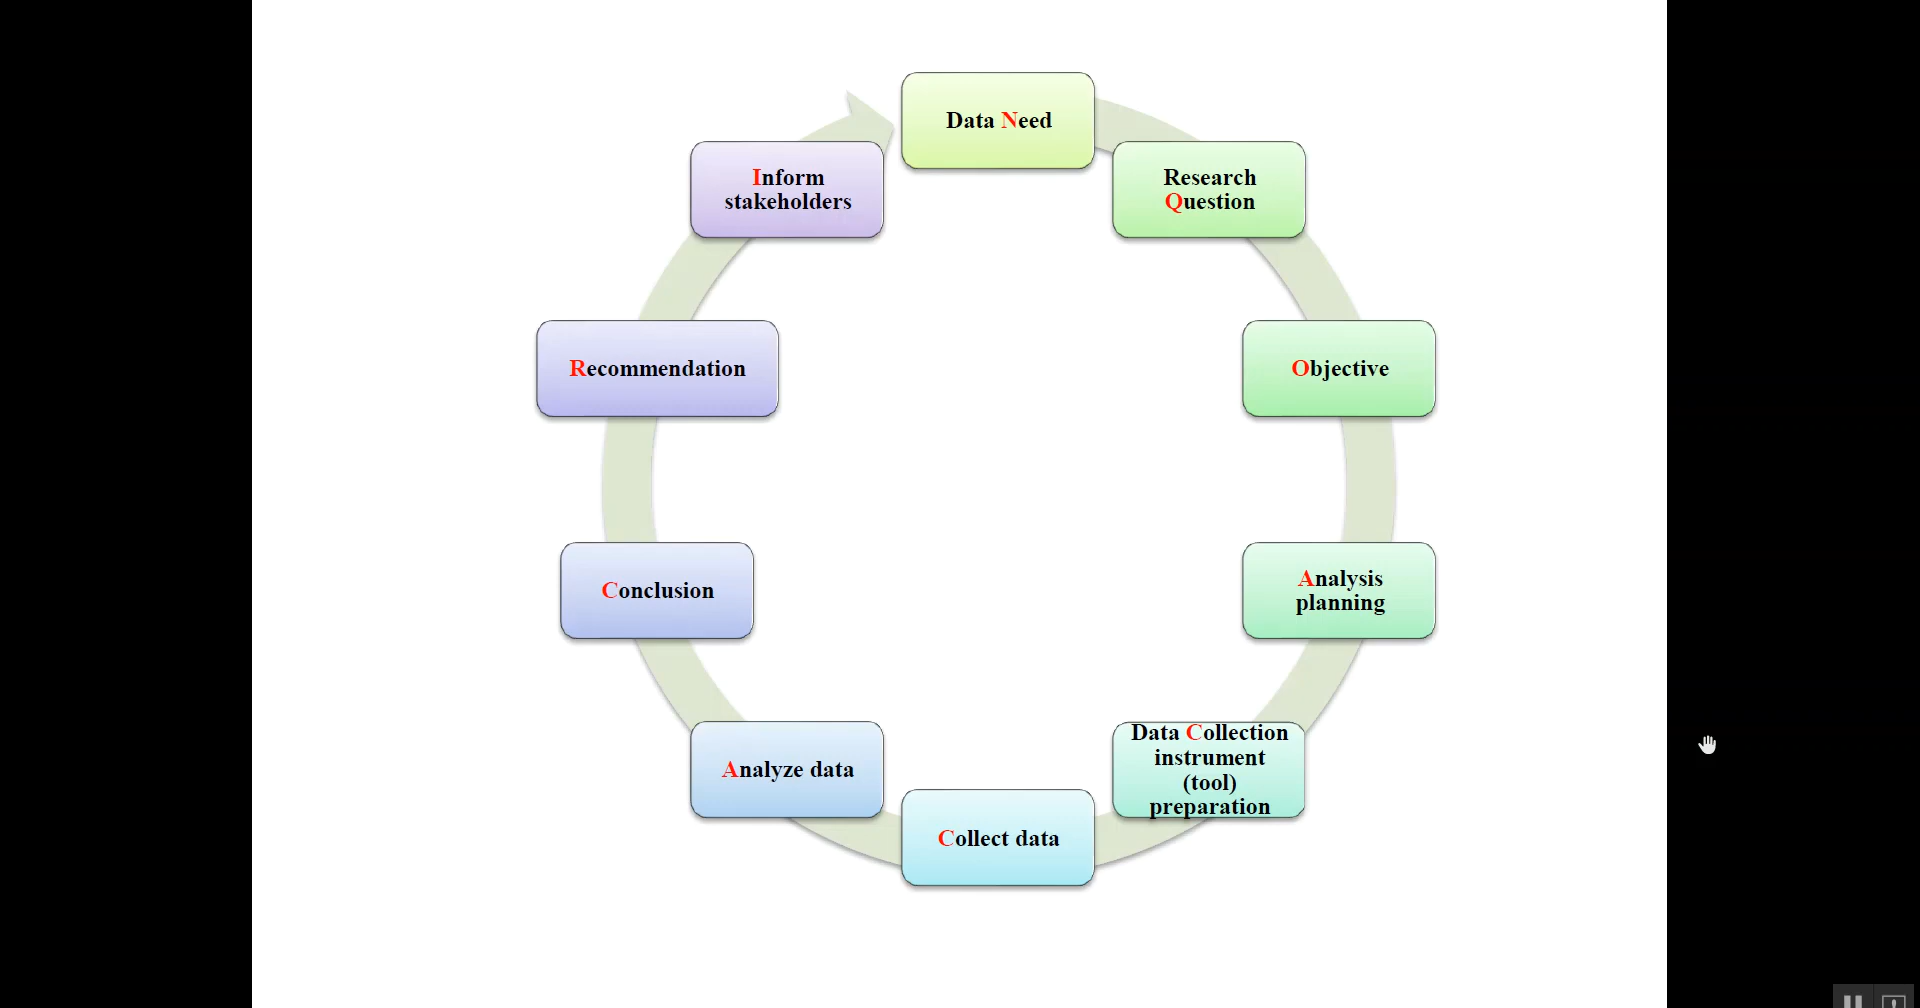 Data Need
Research
Question
Objective
Analysis
planning
Data Collection
instrument
(tool)
preparation
Collect data
Analyze data
Conclusion
Recommendation
Inform
stakeholders